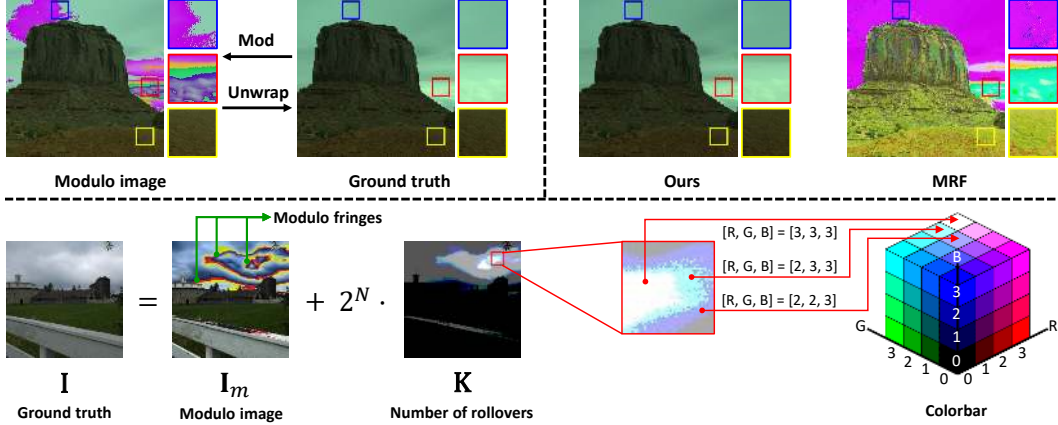 Mod
Unwrap
Modulo image
Ground truth
Ours
MRF
Modulo fringes
[R, G, B] = [3, 3, 3]
[R, G, B] = [2, 3, 3]
[R, G, B] = [2, 2, 3]
= + 2^N ·
B
3
2
1
0
G
3
2
1
0
R
3
2
1
0
I
I_m
K
Ground truth
Modulo image
Number of rollovers
Colorbar